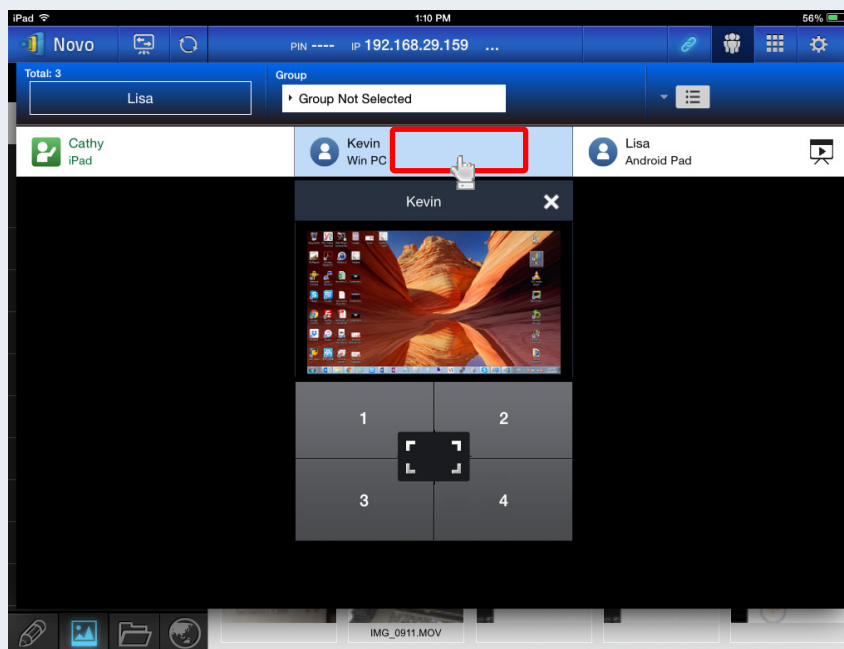 iPad 1:10 PM 56%
Novo PIN ---- IP 192.168.29.159 ...
Total: 3 Group
Lisa Group Not Selected
Cathy Kevin Lisa
iPad Win PC Android Pad
Kevin
1 2
3 4
IMG_0911.MOV